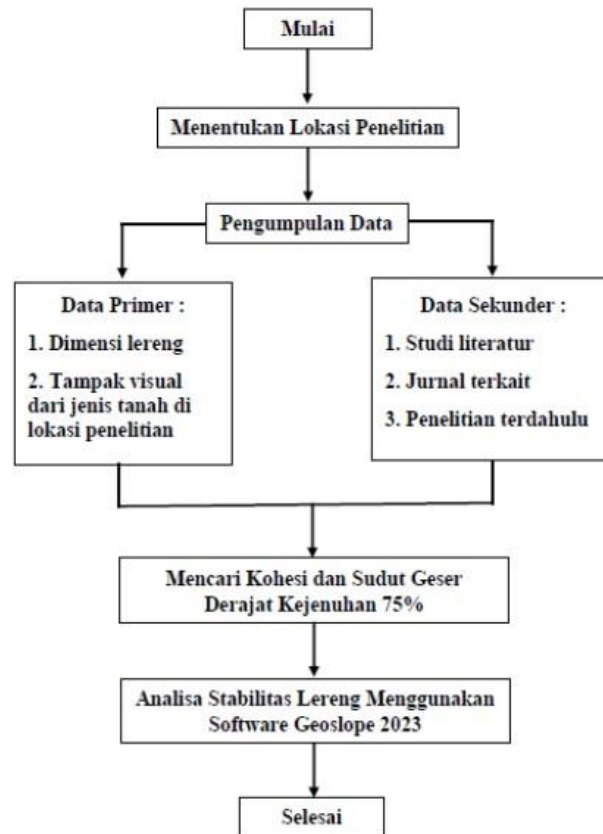 Mulai
Menentukan Lokasi Penelitian
Pengumpulan Data
Data Primer :
1. Dimensi lereng
2. Tampak visual
dari jenis tanah di
lokasi penelitian
Data Sekunder :
1. Studi literatur
2. Jurnal terkait
3. Penelitian terdahulu
Mencari Kohesi dan Sudut Geser
Derajat Kejenuhan 75%
Analisa Stabilitas Lereng Menggunakan
Software Geoslope 2023
Selesai